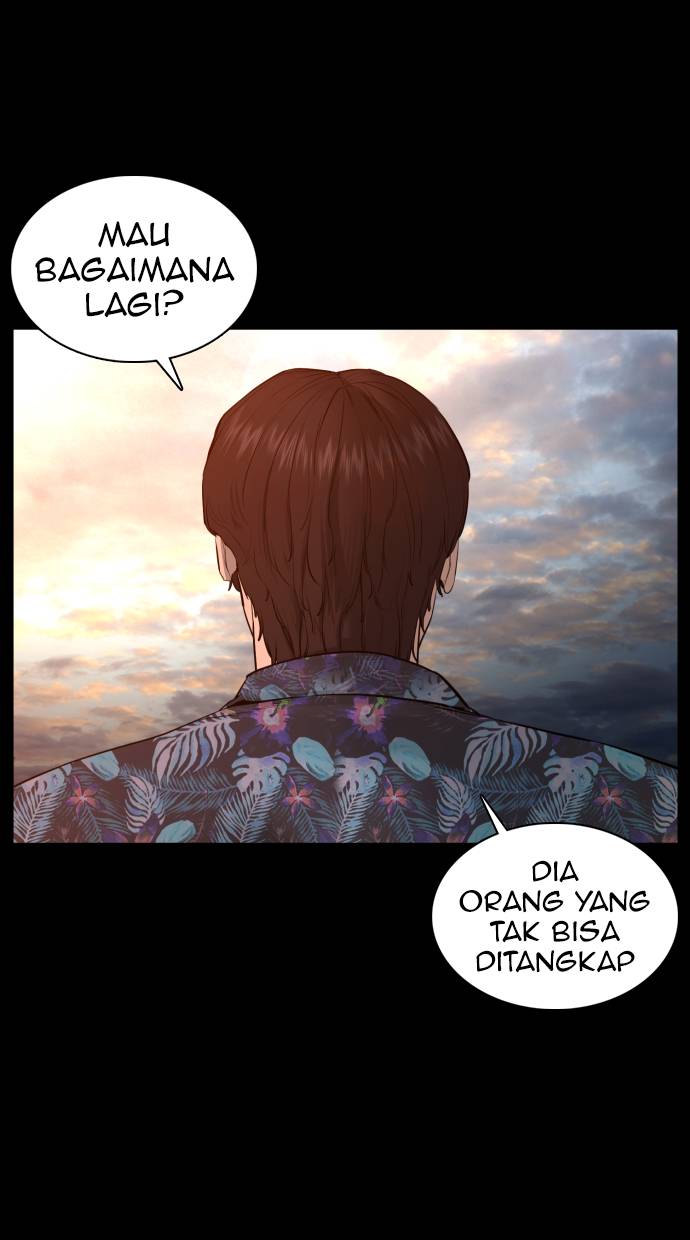 MAU
BAGAIMANA
LAGI?
DIA
ORANG YANG
TAK BISA
DITANGKAP